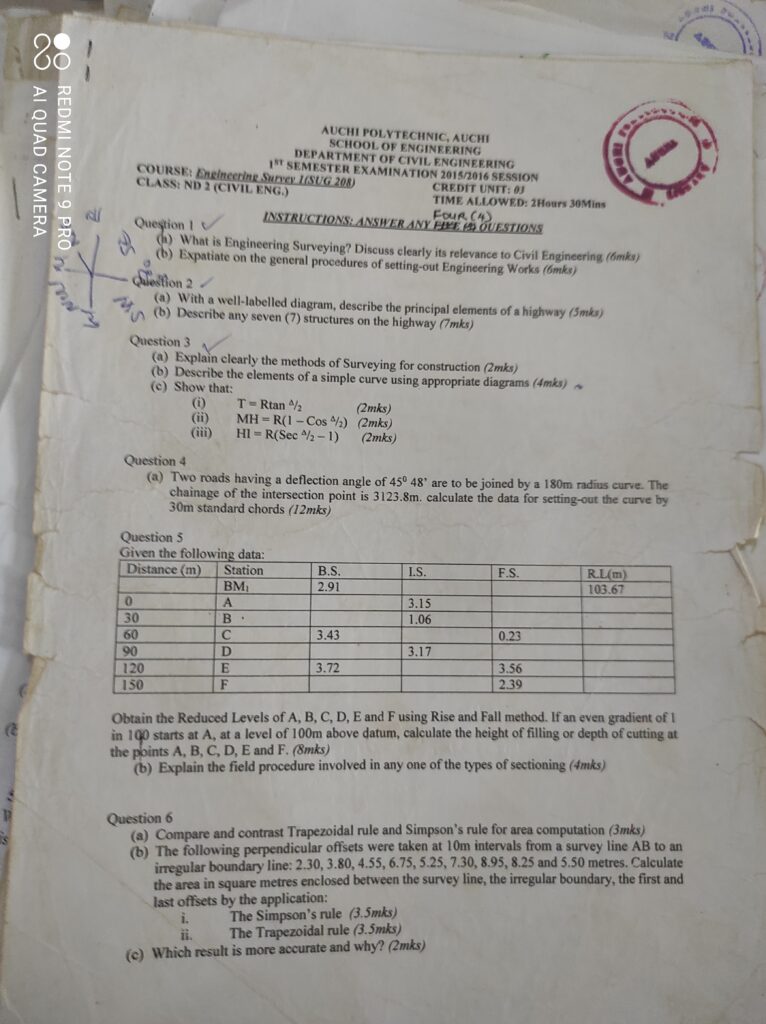 REDMI NOTE 9 PRO
AI QUAD CAMERA
AUCHI POLYTECHNIC, AUCHI
SCHOOL OF ENGINEERING
DEPARTMENT OF CIVIL ENGINEERING
1ST SEMESTER EXAMINATION 2015/2016 SESSION
COURSE: Engineering Survey I(SUG 208) CREDIT UNIT: 03
CLASS: ND 2 (CIVIL ENG.) TIME ALLOWED: 2Hours 30Mins
FOUR (4)
INSTRUCTIONS: ANSWER ANY FIVE QUESTIONS
Question 1
(a) What is Engineering Surveying? Discuss clearly its relevance to Civil Engineering (6mks)
(b) Expatiate on the general procedures of setting-out Engineering Works (6mks)
Question 2
(a) With a well-labelled diagram, describe the principal elements of a highway (5mks)
(b) Describe any seven (7) structures on the highway (7mks)
Question 3
(a) Explain clearly the methods of Surveying for construction (2mks)
(b) Describe the elements of a simple curve using appropriate diagrams (4mks)
(c) Show that:
(i) T = Rtan Δ/2 (2mks)
(ii) MH = R(1 – Cos Δ/2) (2mks)
(iii) HI = R(Sec Δ/2 – 1) (2mks)
Question 4
(a) Two roads having a deflection angle of 45⁰ 48' are to be joined by a 180m radius curve. The
chainage of the intersection point is 3123.8m. calculate the data for setting-out the curve by
30m standard chords (12mks)
Question 5
Given the following data:
Distance (m) Station B.S. I.S. F.S. R.L(m)
BM1 2.91 103.67
0 A 3.15
30 B 1.06
60 C 3.43 0.23
90 D 3.17
120 E 3.72 3.56
150 F 2.39
Obtain the Reduced Levels of A, B, C, D, E and F using Rise and Fall method. If an even gradient of 1
in 100 starts at A, at a level of 100m above datum, calculate the height of filling or depth of cutting at
the points A, B, C, D, E and F. (8mks)
(b) Explain the field procedure involved in any one of the types of sectioning (4mks)
Question 6
(a) Compare and contrast Trapezoidal rule and Simpson's rule for area computation (3mks)
(b) The following perpendicular offsets were taken at 10m intervals from a survey line AB to an
irregular boundary line: 2.30, 3.80, 4.55, 6.75, 5.25, 7.30, 8.95, 8.25 and 5.50 metres. Calculate
the area in square metres enclosed between the survey line, the irregular boundary, the first and
last offsets by the application:
i. The Simpson's rule (3.5mks)
ii. The Trapezoidal rule (3.5mks)
(c) Which result is more accurate and why? (2mks)